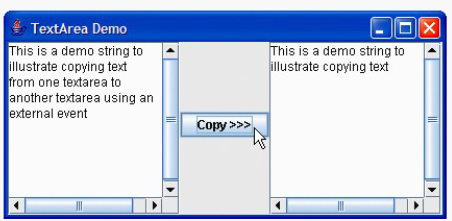 TextArea Demo
This is a demo string to
illustrate copying text
from one textarea to
another textarea using an
external event
Copy >>>
This is a demo string to
illustrate copying text